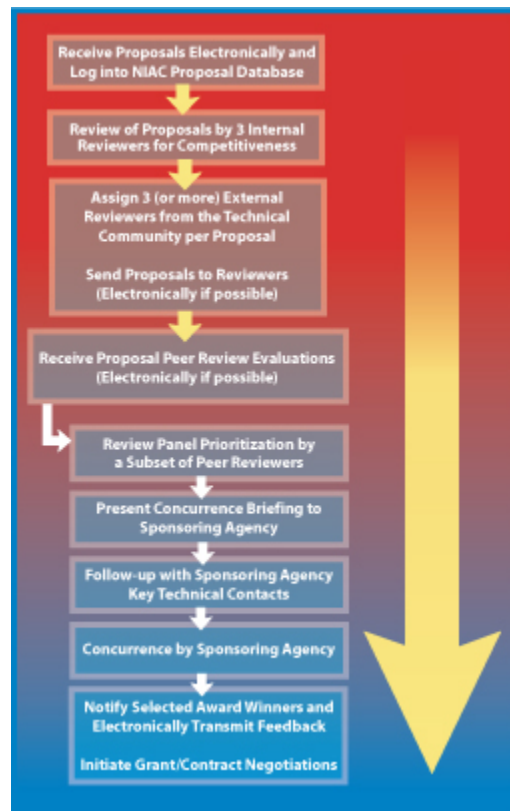 Receive Proposals Electronically and
Log into NIAC Proposal Database
Review of Proposals by 3 Internal
Reviewers for Competitiveness
Assign 3 (or more) External
Reviewers from the Technical
Community per Proposal
Send Proposals to Reviewers
(Electronically if possible)
Receive Proposal Peer Review Evaluations
(Electronically if possible)
Review Panel Prioritization by
a Subset of Peer Reviewers
Present Concurrence Briefing to
Sponsoring Agency
Follow-up with Sponsoring Agency
Key Technical Contacts
Concurrence by Sponsoring Agency
Notify Selected Award Winners and
Electronically Transmit Feedback
Initiate Grant/Contract Negotiations